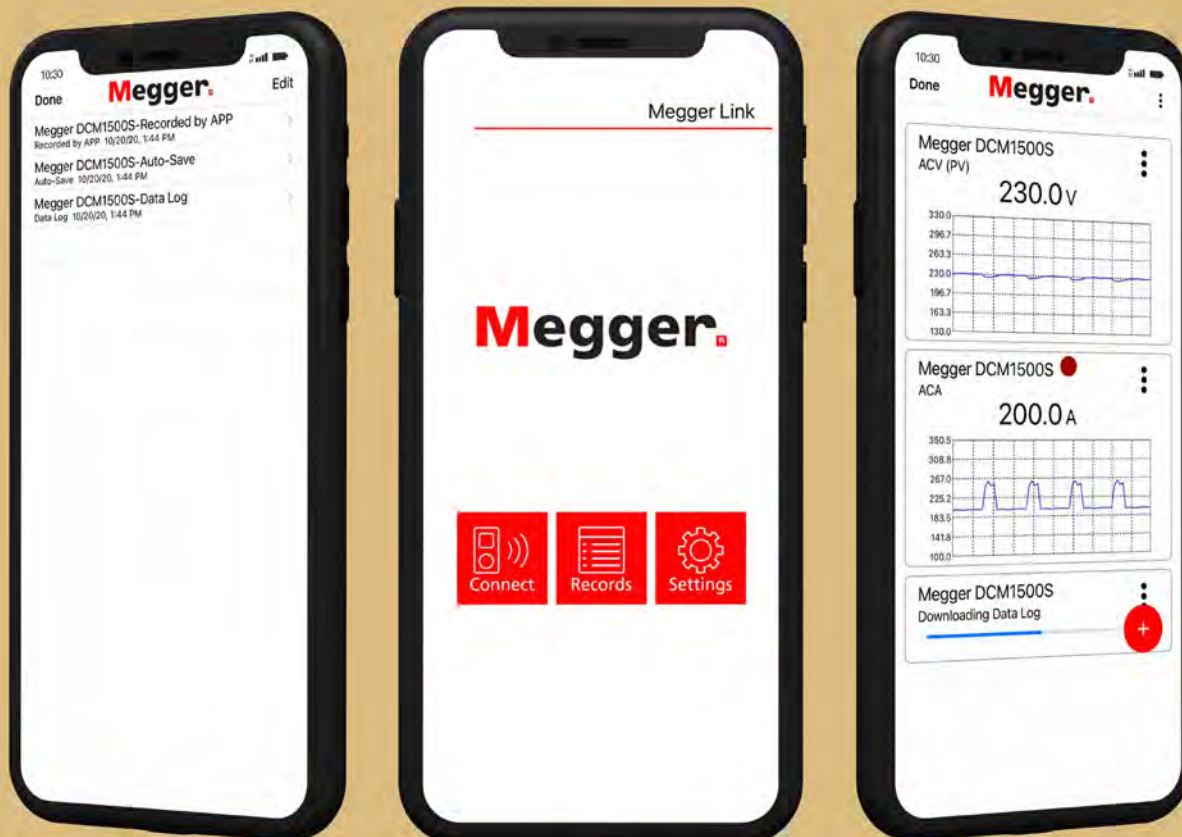 10:30
Done
Megger
Edit
Megger DCM1500S-Recorded by APP
Recorded by APP 10/20/20, 1:44 PM
Megger DCM1500S-Auto-Save
Auto-Save 10/20/20, 1:44 PM
Megger DCM1500S-Data Log
Data Log 10/20/20, 1:44 PM
Megger Link
Megger
Connect
Records
Settings
10:30
Done
Megger
Megger DCM1500S
ACV (PV)
230.0 V
330.0
296.7
263.3
230.0
196.7
163.3
130.0
Megger DCM1500S
ACA
200.0 A
350.5
308.8
267.0
225.2
183.5
141.8
100.0
Megger DCM1500S
Downloading Data Log
+